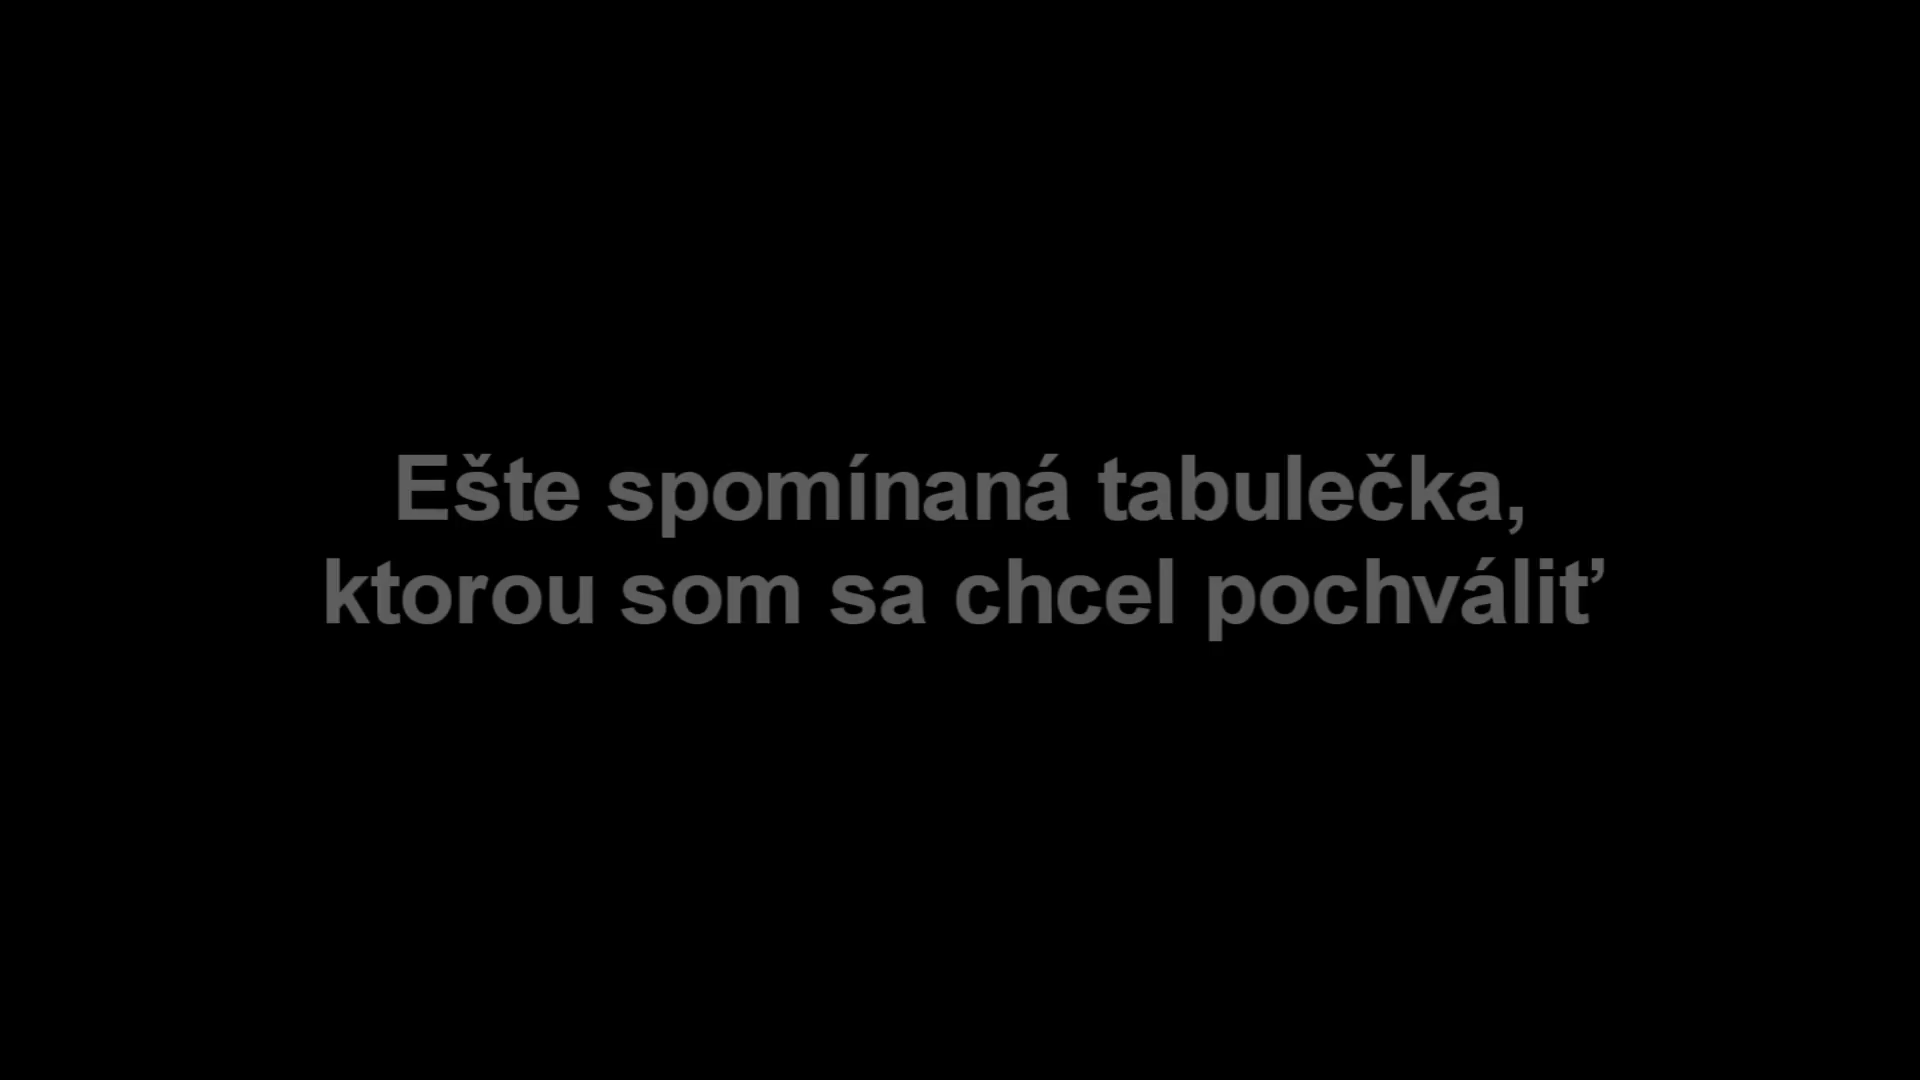 Ešte spomínaná tabulečka,
ktorou som sa chcel pochváliť